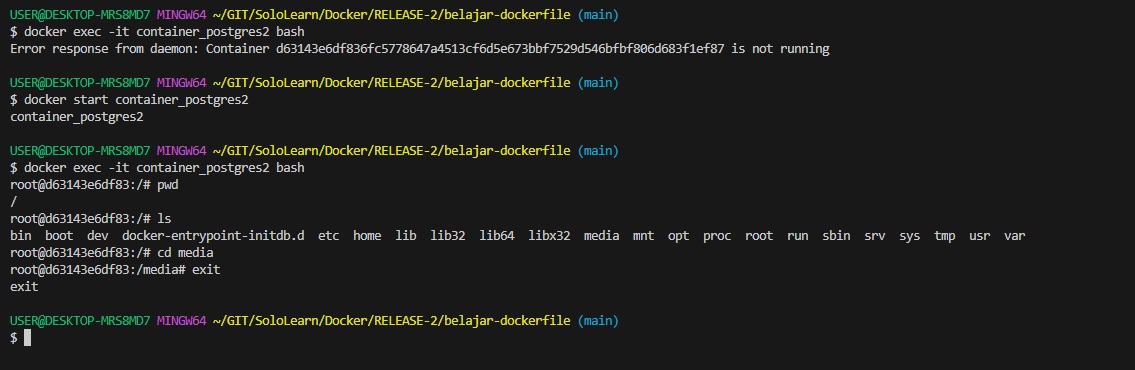 USER@DESKTOP-MRS8MD7 MINGW64 ~/GIT/SoloLearn/Docker/RELEASE-2/belajar-dockerfile (main)
$ docker exec -it container_postgres2 bash
Error response from daemon: Container d63143e6df836fc5778647a4513cf6d5e673bbf7529d546bfbf806d683f1ef87 is not running
USER@DESKTOP-MRS8MD7 MINGW64 ~/GIT/SoloLearn/Docker/RELEASE-2/belajar-dockerfile (main)
$ docker start container_postgres2
container_postgres2
USER@DESKTOP-MRS8MD7 MINGW64 ~/GIT/SoloLearn/Docker/RELEASE-2/belajar-dockerfile (main)
$ docker exec -it container_postgres2 bash
root@d63143e6df83:/# pwd
/
root@d63143e6df83:/# ls
bin  boot  dev  docker-entrypoint-initdb.d  etc  home  lib  lib32  lib64  libx32  media  mnt  opt  proc  root  run  sbin  srv  sys  tmp  usr  var
root@d63143e6df83:/# cd media
root@d63143e6df83:/media# exit
exit
USER@DESKTOP-MRS8MD7 MINGW64 ~/GIT/SoloLearn/Docker/RELEASE-2/belajar-dockerfile (main)
$